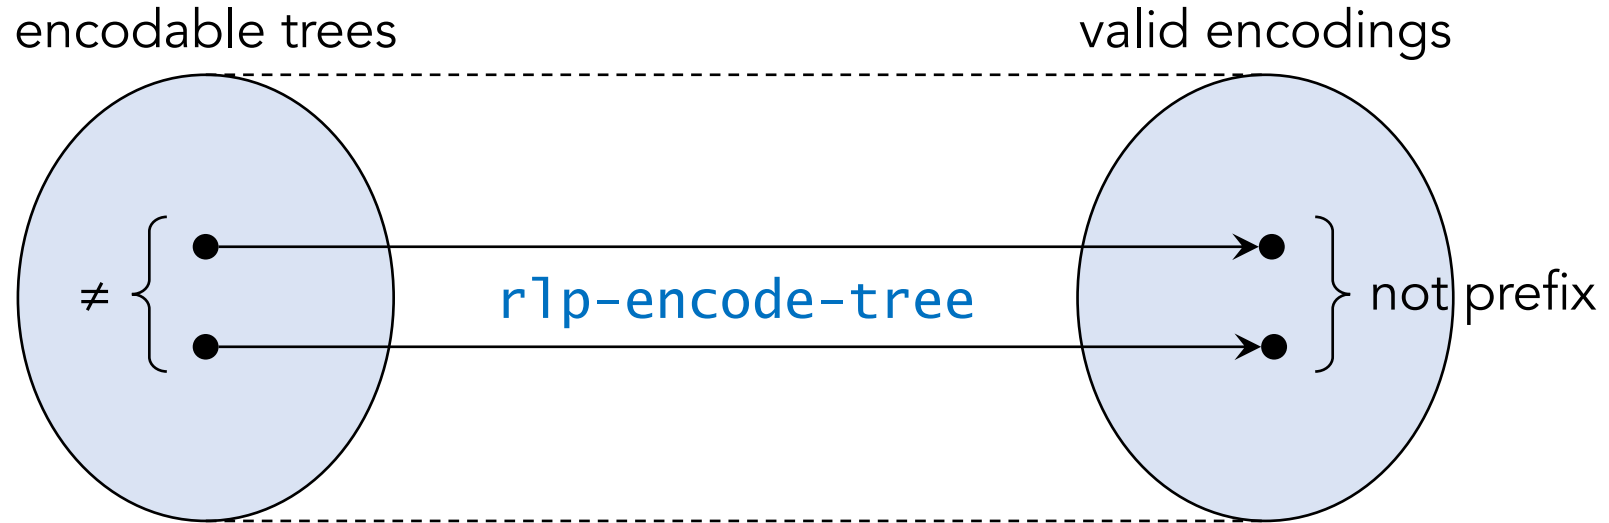 encodable trees
valid encodings
≠
rlp-encode-tree
not prefix